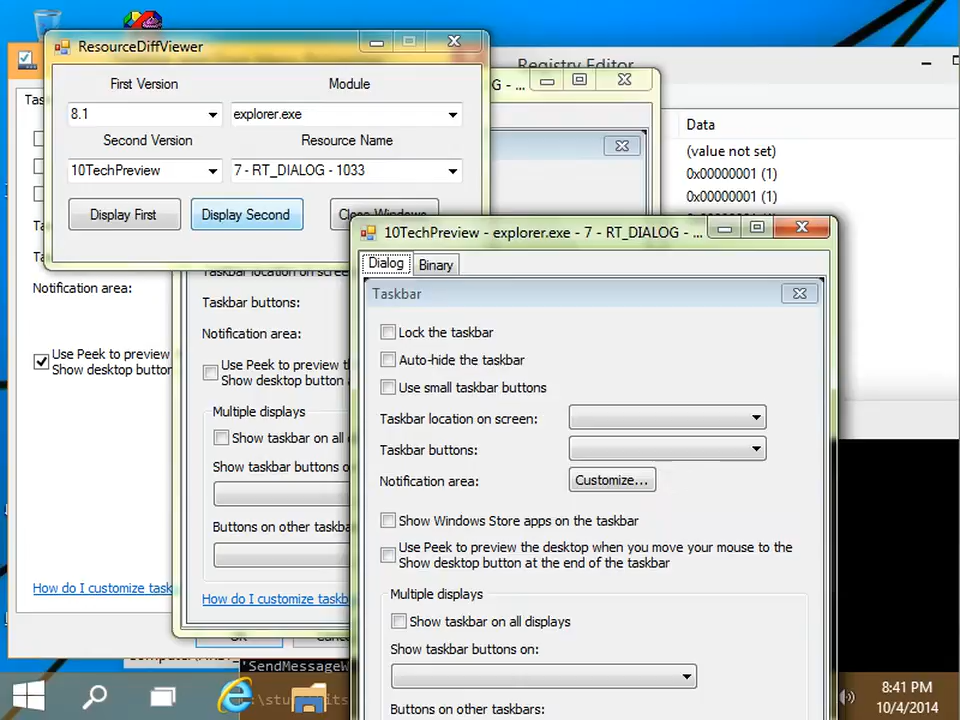 ResourceDiffViewer
First Version
Module
8.1
explorer.exe
Second Version
Resource Name
10TechPreview
7 - RT_DIALOG - 1033
Display First
Display Second
Close Windows
Registry Editor
G - ...
Data
(value not set)
0x00000001 (1)
0x00000001 (1)
Notification area:
Use Peek to preview
Show desktop button
How do I customize task
Taskbar location on scree
Taskbar buttons:
Notification area:
Use Peek to preview th
Show desktop button a
Multiple displays
Show taskbar on all d
Show taskbar buttons o
Buttons on other taskba
How do I customize taskb
10TechPreview - explorer.exe - 7 - RT_DIALOG - ...
Dialog
Binary
Taskbar
Lock the taskbar
Auto-hide the taskbar
Use small taskbar buttons
Taskbar location on screen:
Taskbar buttons:
Notification area:
Customize...
Show Windows Store apps on the taskbar
Use Peek to preview the desktop when you move your mouse to the
Show desktop button at the end of the taskbar
Multiple displays
Show taskbar on all displays
Show taskbar buttons on:
Buttons on other taskbars:
'SendMessageW
8:41 PM
10/4/2014